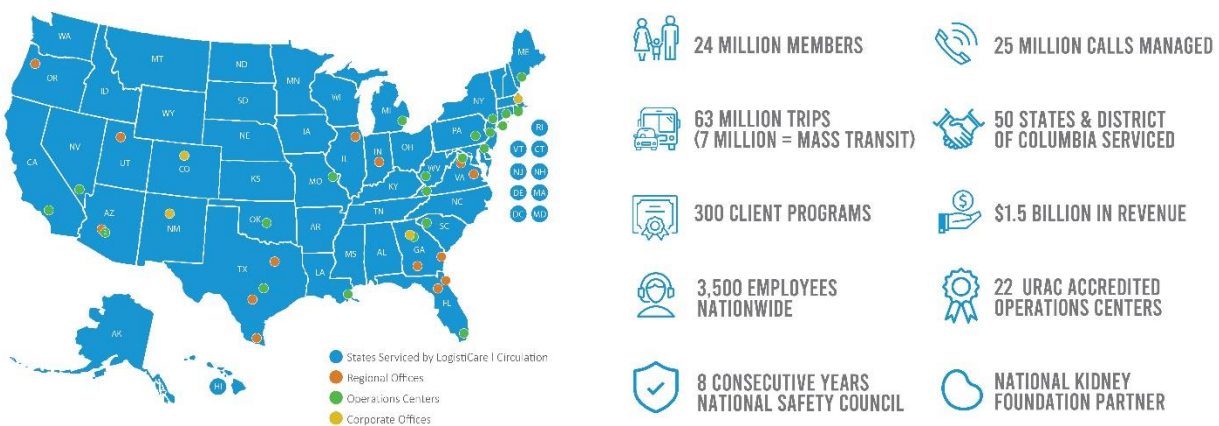 WA
MT
ND
MN
ME
OR
ID
SD
WI
MI
NY
WY
IA
PA
RI
NE
NV
UT
IL
IN
OH
VT
CT
CA
CO
WV
VA
NJ
NH
KS
MO
KY
DE
MA
NC
DC
MD
TN
AZ
NM
OK
AR
SC
MS
AL
GA
TX
LA
FL
AK
HI
States Serviced by LogistiCare | Circulation
Regional Offices
Operations Centers
Corporate Offices
24 MILLION MEMBERS
25 MILLION CALLS MANAGED
63 MILLION TRIPS
(7 MILLION = MASS TRANSIT)
50 STATES & DISTRICT
OF COLUMBIA SERVICED
300 CLIENT PROGRAMS
$1.5 BILLION IN REVENUE
3,500 EMPLOYEES
NATIONWIDE
22 URAC ACCREDITED
OPERATIONS CENTERS
8 CONSECUTIVE YEARS
NATIONAL SAFETY COUNCIL
NATIONAL KIDNEY
FOUNDATION PARTNER